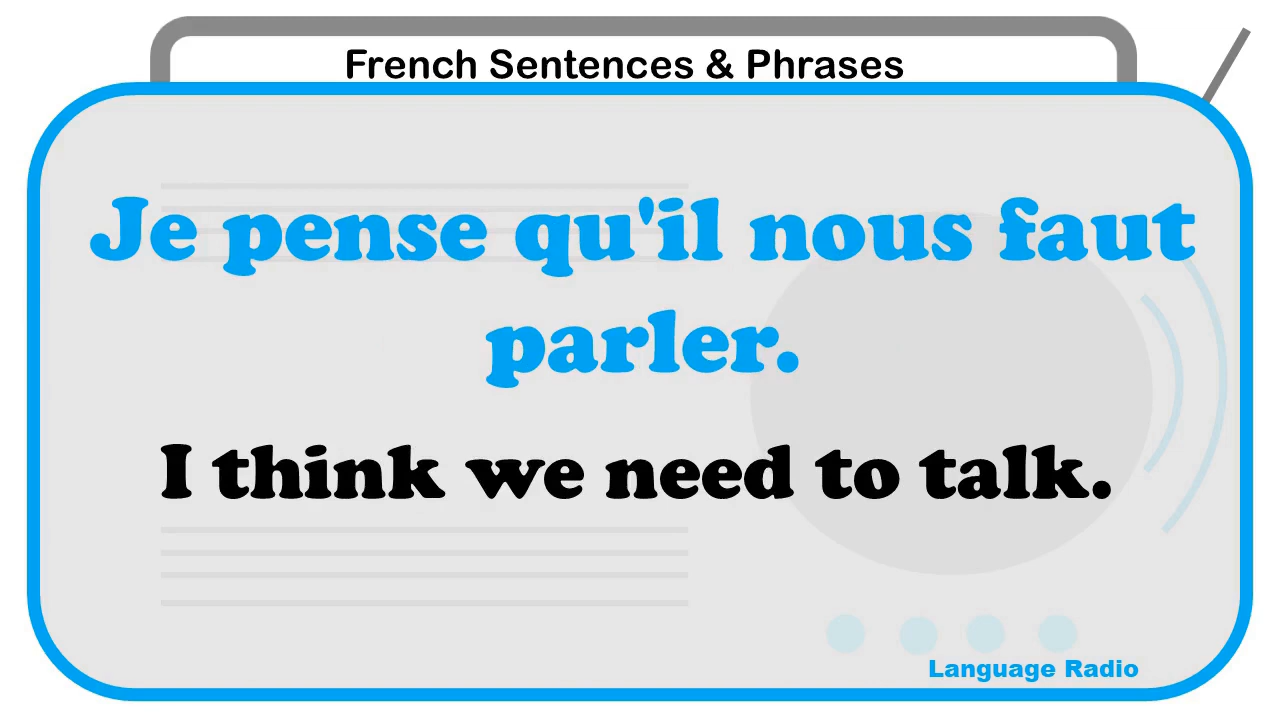 French Sentences & Phrases
Je pense qu'il nous faut
parler.
I think we need to talk.
Language Radio